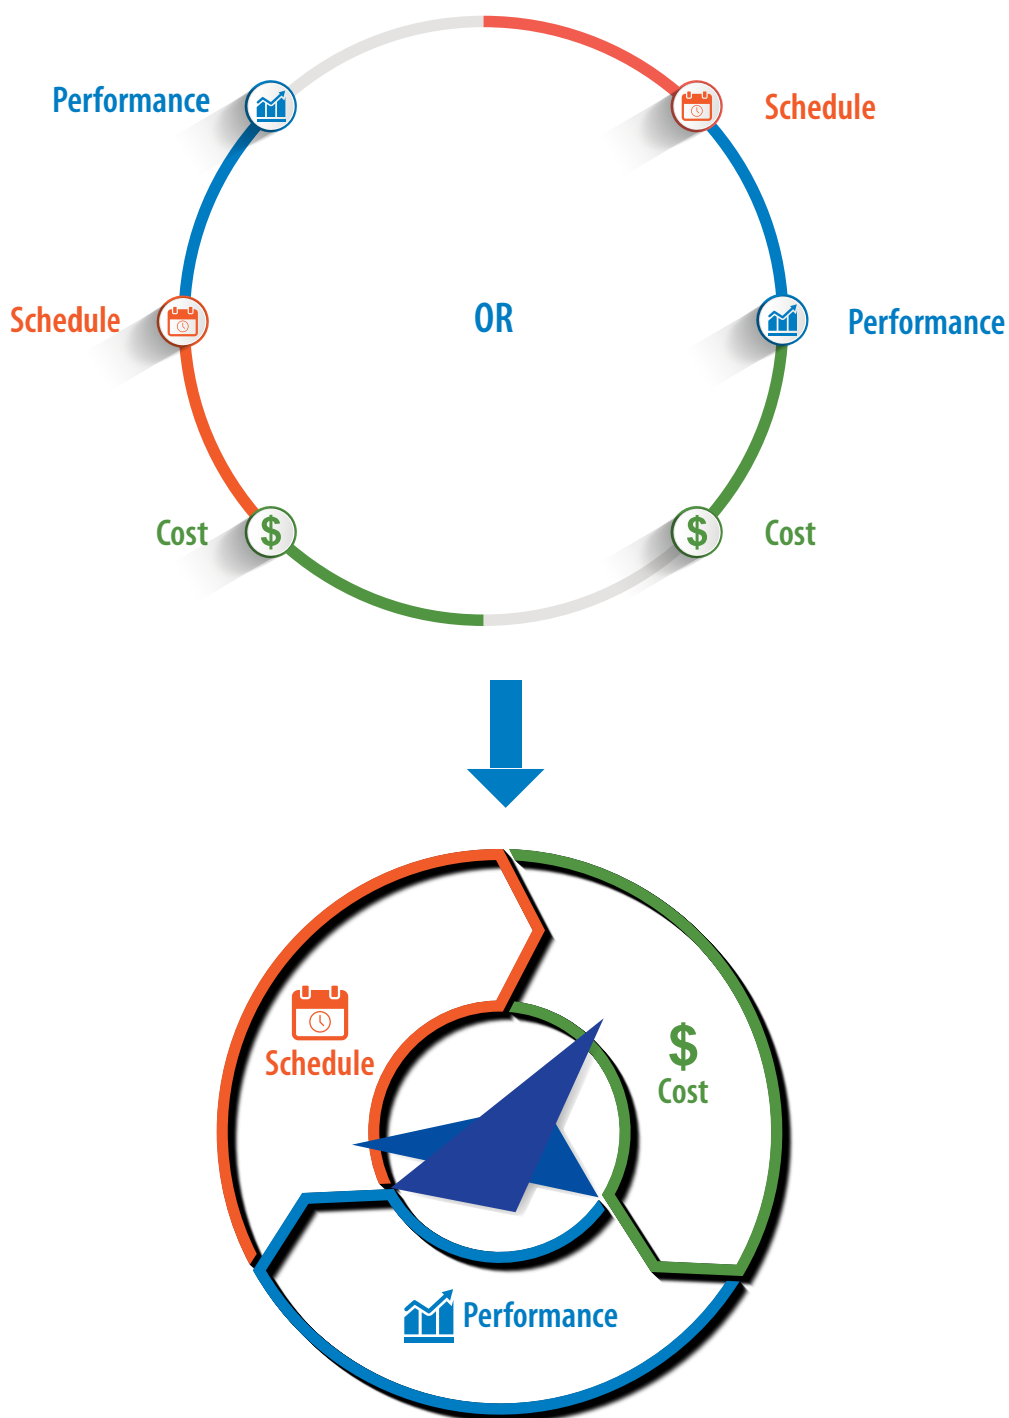 Performance
Schedule
Schedule
OR
Performance
Cost
$
$
Cost
Schedule
$
Cost
Performance